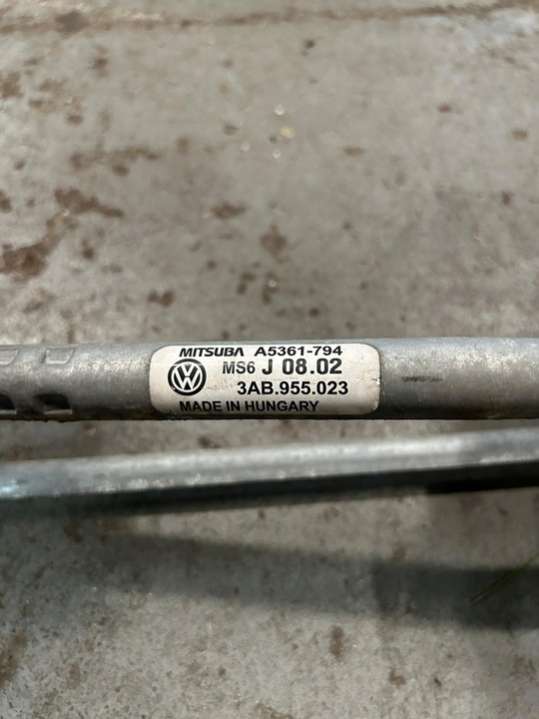 MITSUBA A5361-794
MS6 J 08.02
3AB.955.023
MADE IN HUNGARY